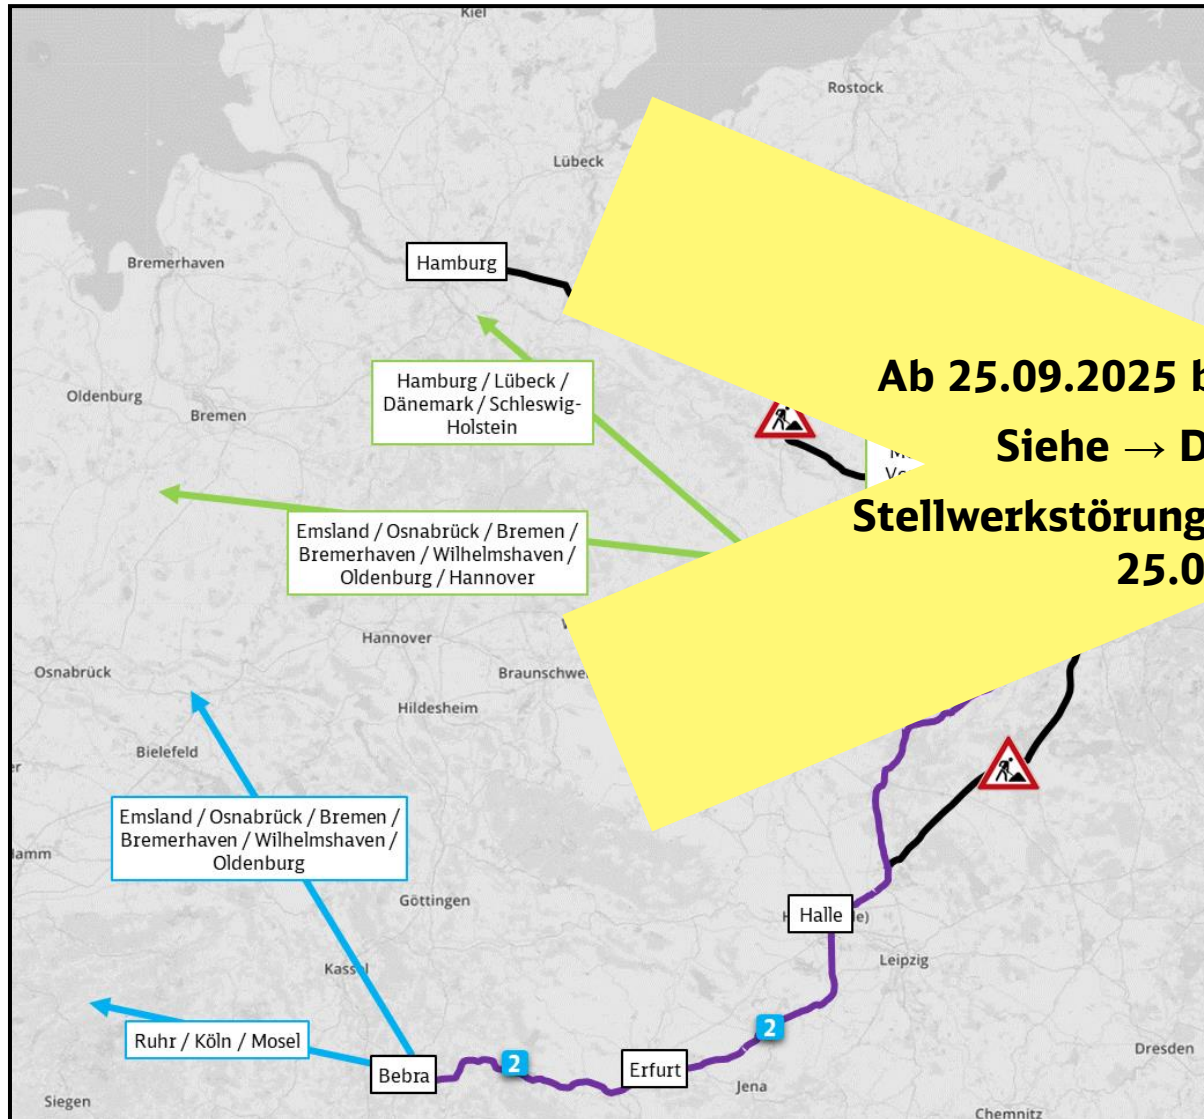 Kiel
Rostock
Lübeck
Bremerhaven
Hamburg
Ab 25.09.2025
Hamburg / Lübeck /
Dänemark / Schleswig-
Holstein
Oldenburg
Bremen
Siehe →
Stellwerkstörung
25.0
Emsland / Osnabrück / Bremen /
Bremerhaven / Wilhelmshaven /
Oldenburg / Hannover
Hannover
Osnabrück
Braunschwe
Hildesheim
Bielefeld
Emsland / Osnabrück / Bremen /
Bremerhaven / Wilhelmshaven /
Oldenburg
amm
Göttingen
Halle
le)
Leipzig
Kassel
2
Ruhr / Köln / Mosel
Bebra
2
Erfurt
Dresden
Jena
Siegen
Chemnitz